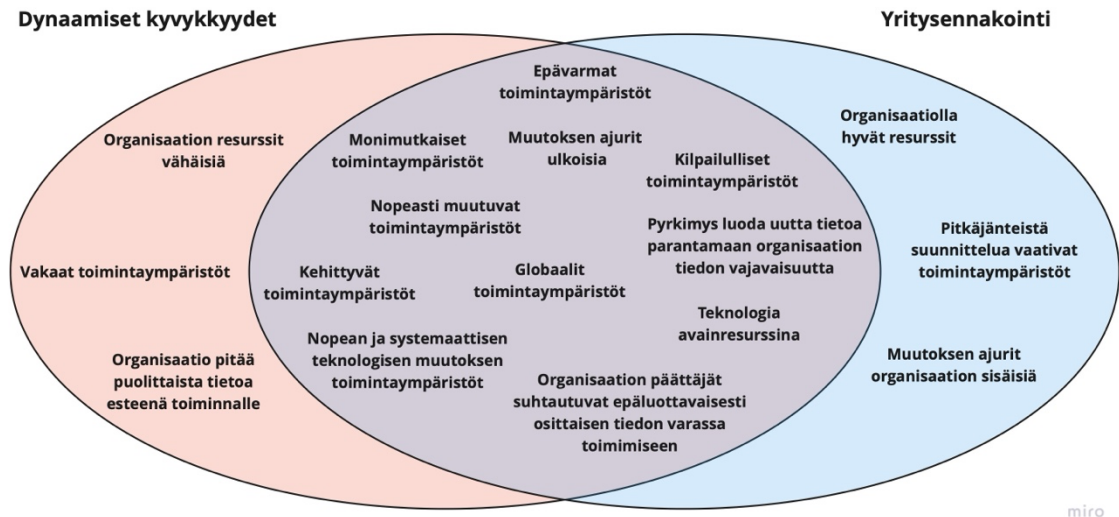 Dynaamiset kyvykkyydet
Yritysennakointi
Organisaation resurssit
vähäisiä
Vakaat toimintaympäristöt
Organisaatio pitää
puolittaista tietoa
esteenä toiminnalle
Epävarmat
toimintaympäristöt
Monimutkaiset
toimintaympäristöt
Muutoksen ajurit
ulkoisia
Kilpailulliset
toimintaympäristöt
Nopeasti muutuvat
toimintaympäristöt
Pyrkimys luoda uutta tietoa
parantamaan organisaation
tiedon vajavaisuutta
Kehittyvät
toimintaympäristöt
Globaalit
toimintaympäristöt
Teknologia
avainresurssina
Nopean ja systemaattisen
teknologisen muutoksen
toimintaympäristöt
Organisaation päättäjät
suhtautuvat epäluottavaisesti
osittaisen tiedon varassa
toimimiseen
Organisaatiolla
hyvät resurssit
Pitkäjänteistä
suunnittelua vaativat
toimintaympäristöt
Muutoksen ajurit
organisaation sisäisiä
miro